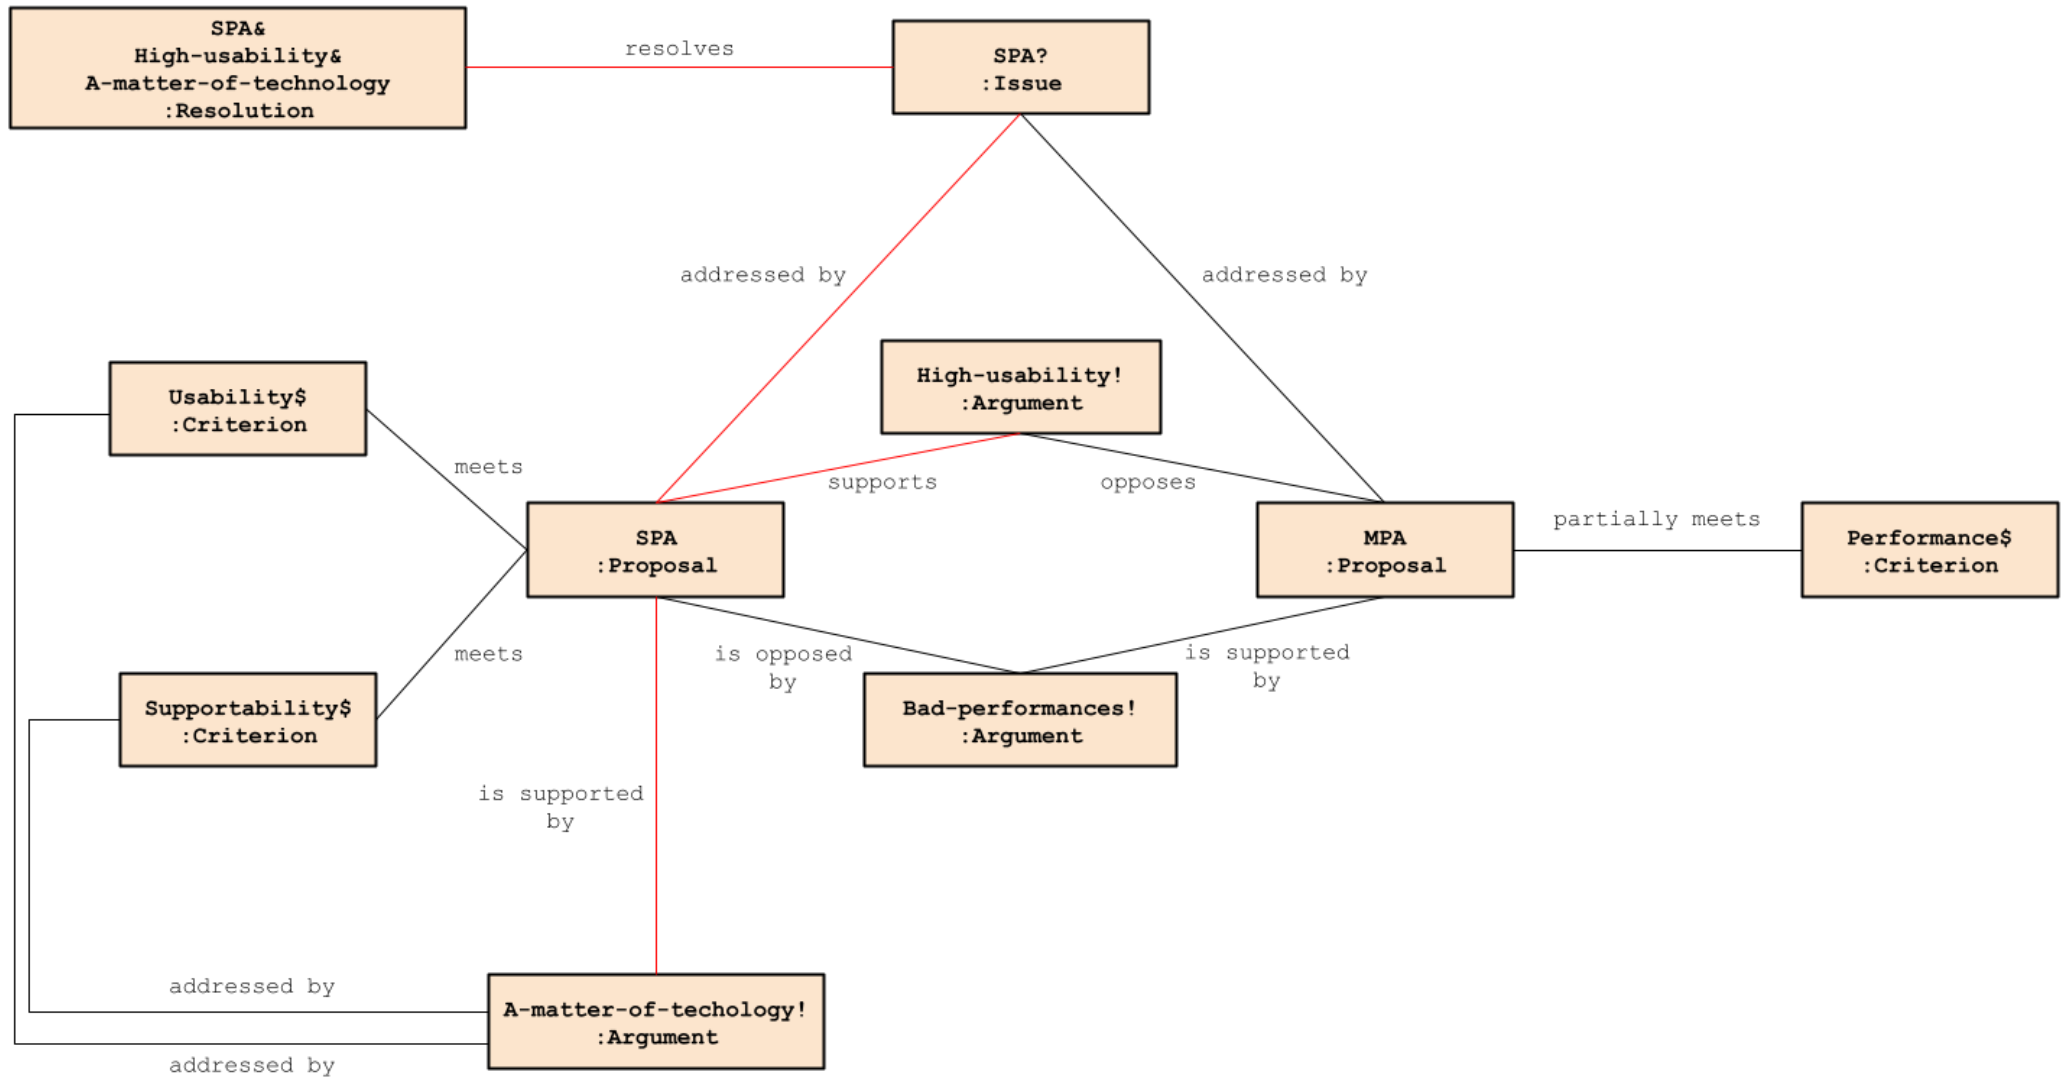 SPA&
High-usability&
A-matter-of-technology
:Resolution
resolves
SPA?
:Issue
addressed by
addressed by
High-usability!
:Argument
Usability$
:Criterion
meets
supports
opposes
SPA
:Proposal
MPA
:Proposal
partially meets
Performance$
:Criterion
meets
is opposed
by
is supported
by
Supportability$
:Criterion
Bad-performances!
:Argument
is supported
by
addressed by
A-matter-of-techology!
:Argument
addressed by